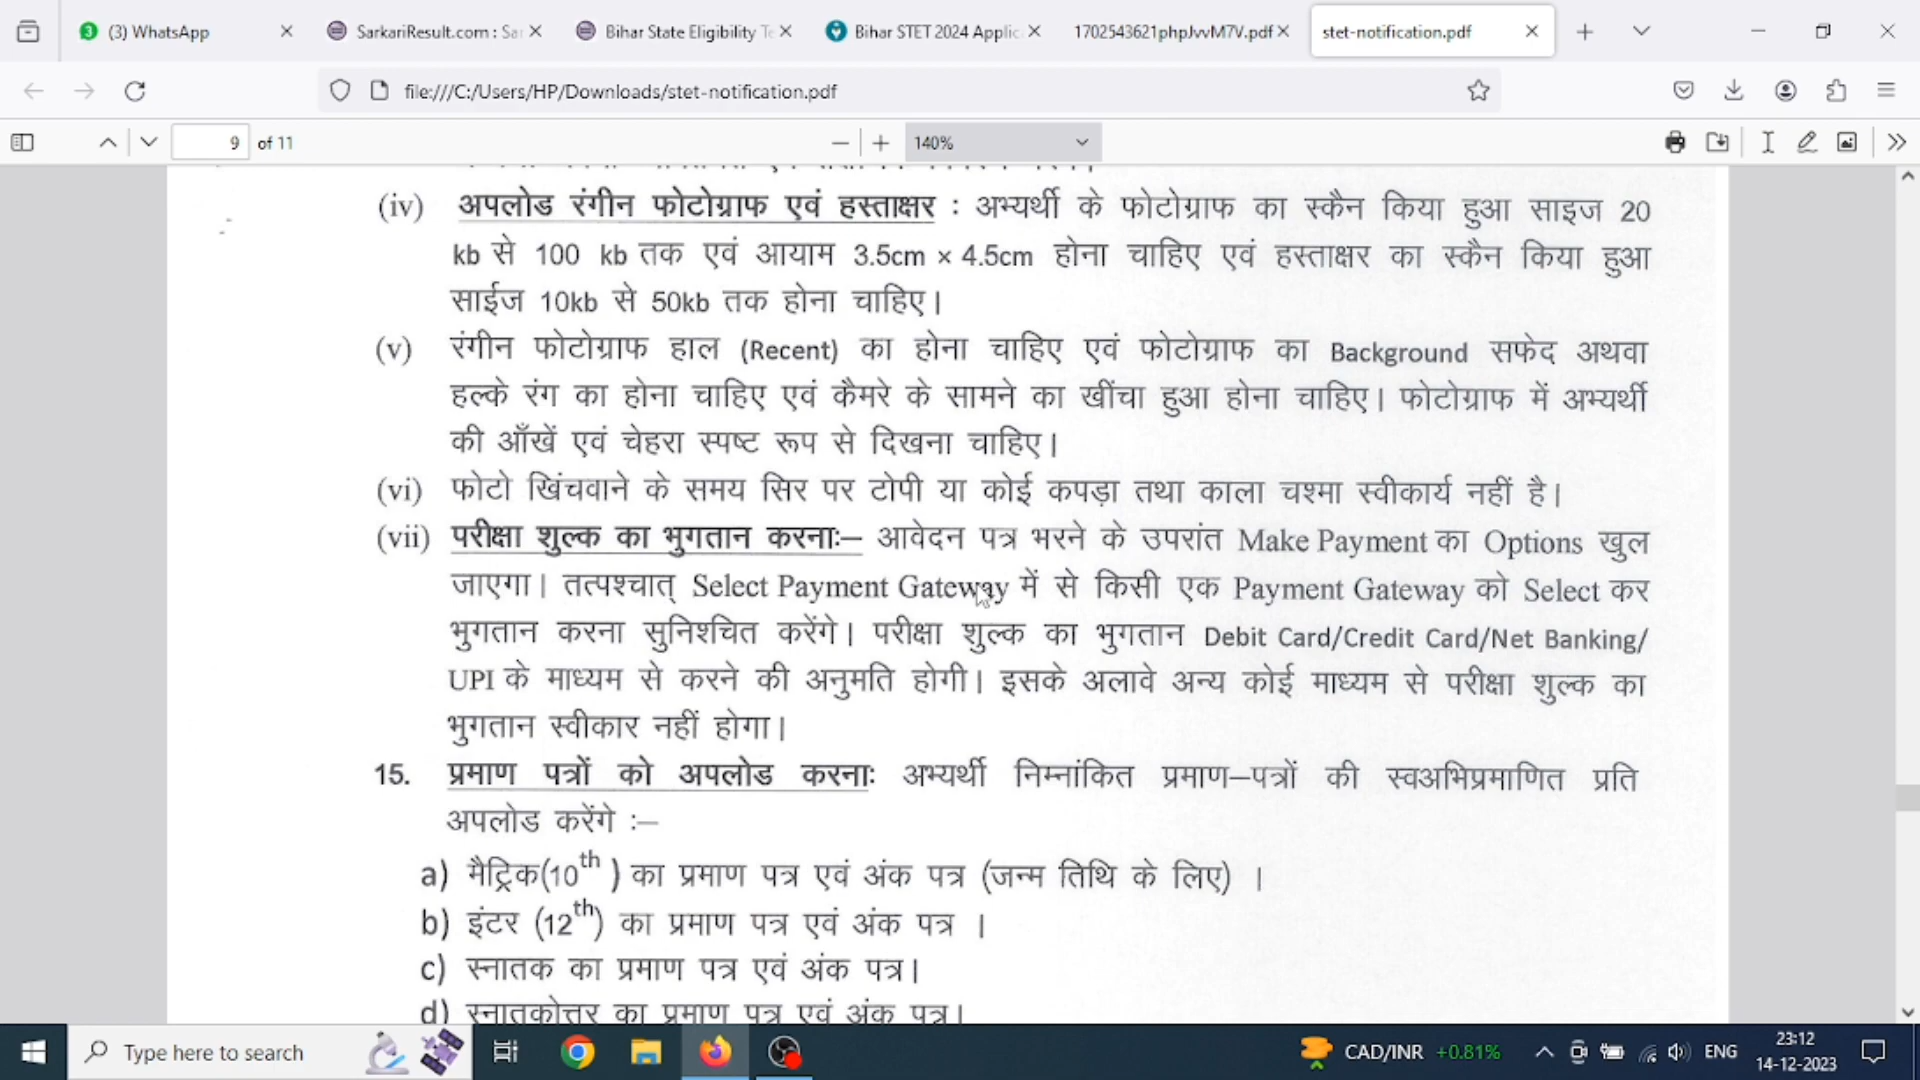 (3) WhatsApp
SarkariResult.com : Sar
Bihar State Eligibility Te
Bihar STET 2024 Applic
1702543621phpJvvM7V.pdf
stet-notification.pdf
file:///C:/Users/HP/Downloads/stet-notification.pdf
9 of 11
140%
(iv) अपलोड रंगीन फोटोग्राफ एवं हस्ताक्षर : अभ्यर्थी के फोटोग्राफ का स्कैन किया हुआ साइज 20
kb से 100 kb तक एवं आयाम 3.5cm × 4.5cm होना चाहिए एवं हस्ताक्षर का स्कैन किया हुआ
साईज 10kb से 50kb तक होना चाहिए।
(v) रंगीन फोटोग्राफ हाल (Recent) का होना चाहिए एवं फोटोग्राफ का Background सफेद अथवा
हल्के रंग का होना चाहिए एवं कैमरे के सामने का खींचा हुआ होना चाहिए। फोटोग्राफ में अभ्यर्थी
की आँखें एवं चेहरा स्पष्ट रूप से दिखना चाहिए।
(vi) फोटो खिंचवाने के समय सिर पर टोपी या कोई कपड़ा तथा काला चश्मा स्वीकार्य नहीं है।
(vii) परीक्षा शुल्क का भुगतान करनाः– आवेदन पत्र भरने के उपरांत Make Payment का Options खुल
जाएगा। तत्पश्चात् Select Payment Gateway में से किसी एक Payment Gateway को Select कर
भुगतान करना सुनिश्चित करेंगे। परीक्षा शुल्क का भुगतान Debit Card/Credit Card/Net Banking/
UPI के माध्यम से करने की अनुमति होगी। इसके अलावे अन्य कोई माध्यम से परीक्षा शुल्क का
भुगतान स्वीकार नहीं होगा।
15. प्रमाण पत्रों को अपलोड करनाः अभ्यर्थी निम्नांकित प्रमाण–पत्रों की स्वअभिप्रमाणित प्रति
अपलोड करेंगे :–
a) मैट्रिक(10th ) का प्रमाण पत्र एवं अंक पत्र (जन्म तिथि के लिए) ।
b) इंटर (12th) का प्रमाण पत्र एवं अंक पत्र ।
c) स्नातक का प्रमाण पत्र एवं अंक पत्र।
d) स्नातकोत्तर का प्रमाण पत्र एवं अंक पत्र।
Type here to search
CAD/INR +0.81%
ENG
23:12
14-12-2023